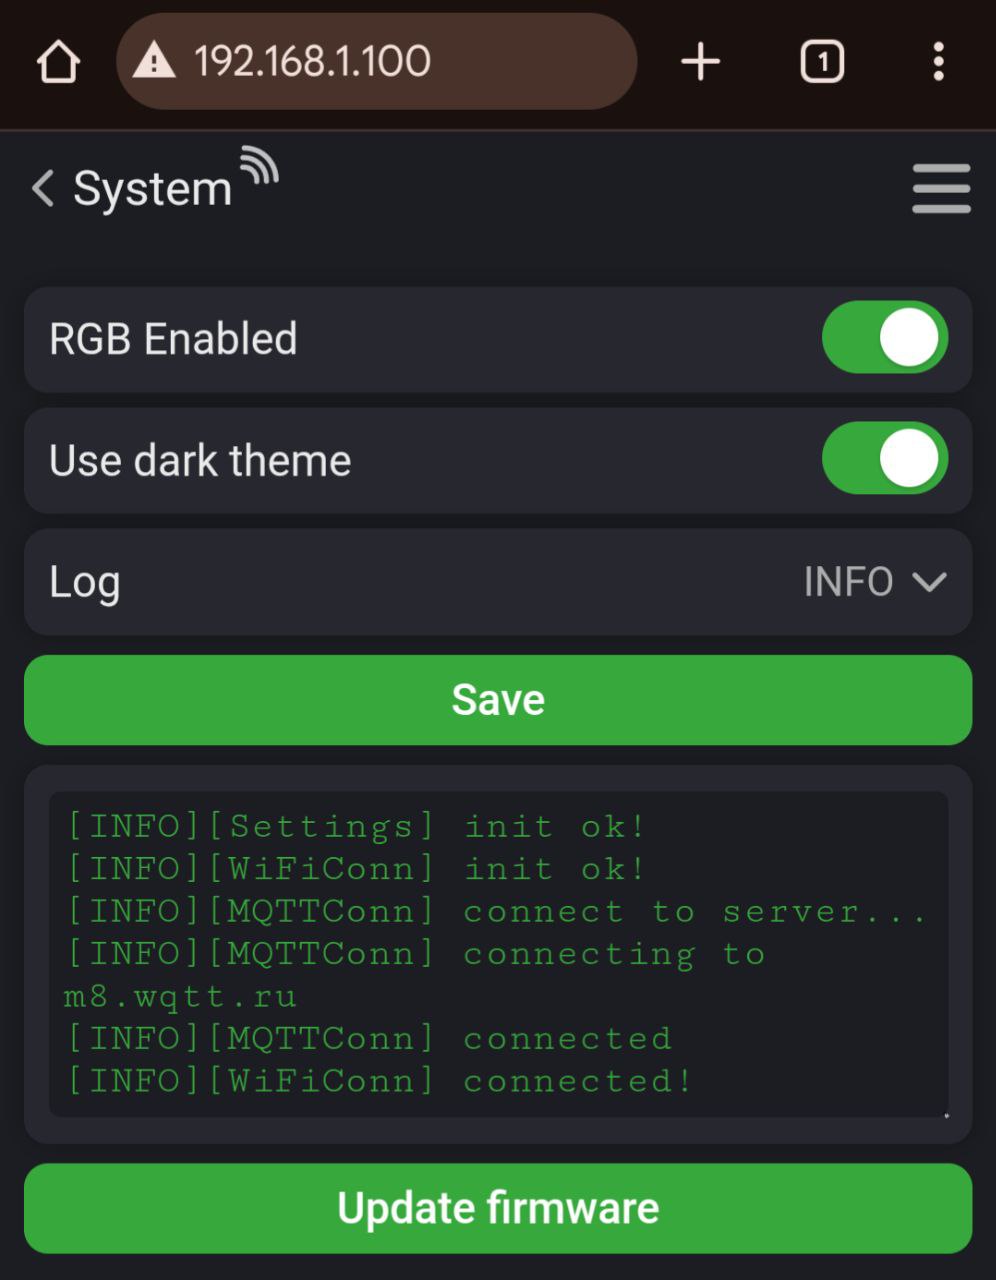 192.168.1.100
1
System
RGB Enabled
Use dark theme
Log INFO
Save
[INFO][Settings] init ok!
[INFO][WiFiConn] init ok!
[INFO][MQTTConn] connect to server...
[INFO][MQTTConn] connecting to
m8.wqtt.ru
[INFO][MQTTConn] connected
[INFO][WiFiConn] connected!
Update firmware